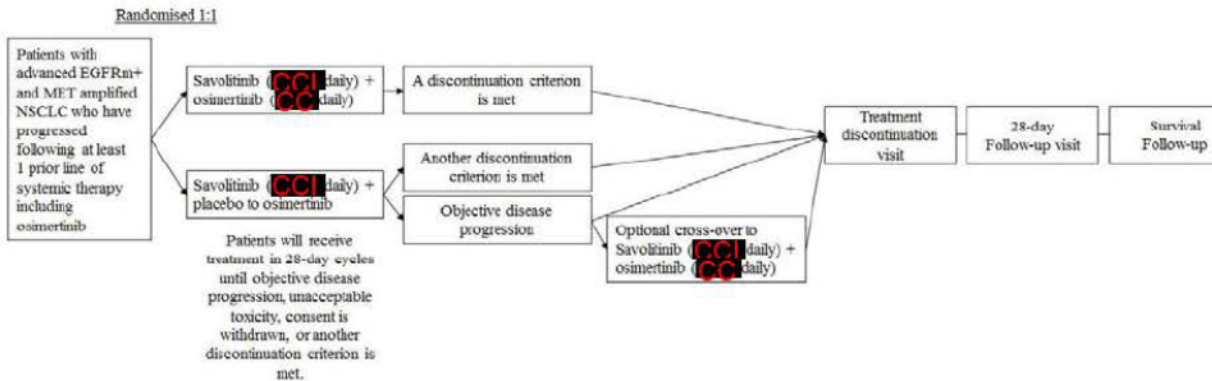 Randomised 1:1
Patients with
advanced EGFRm+
and MET amplified
NSCLC who have
progressed
following at least
1 prior line of
systemic therapy
including
osimertinib
Savolitinib (CCI daily) +
osimertinib (CC daily)
A discontinuation criterion
is met
Savolitinib (CCI daily) +
placebo to osimertinib
Another discontinuation
criterion is met
Objective disease
progression
Optional cross-over to
Savolitinib (CCI daily) +
osimertinib (CC daily)
Treatment
discontinuation
visit
28-day
Follow-up visit
Survival
Follow-up
Patients will receive
treatment in 28-day cycles
until objective disease
progression, unacceptable
toxicity, consent is
withdrawn, or another
discontinuation criterion is
met.